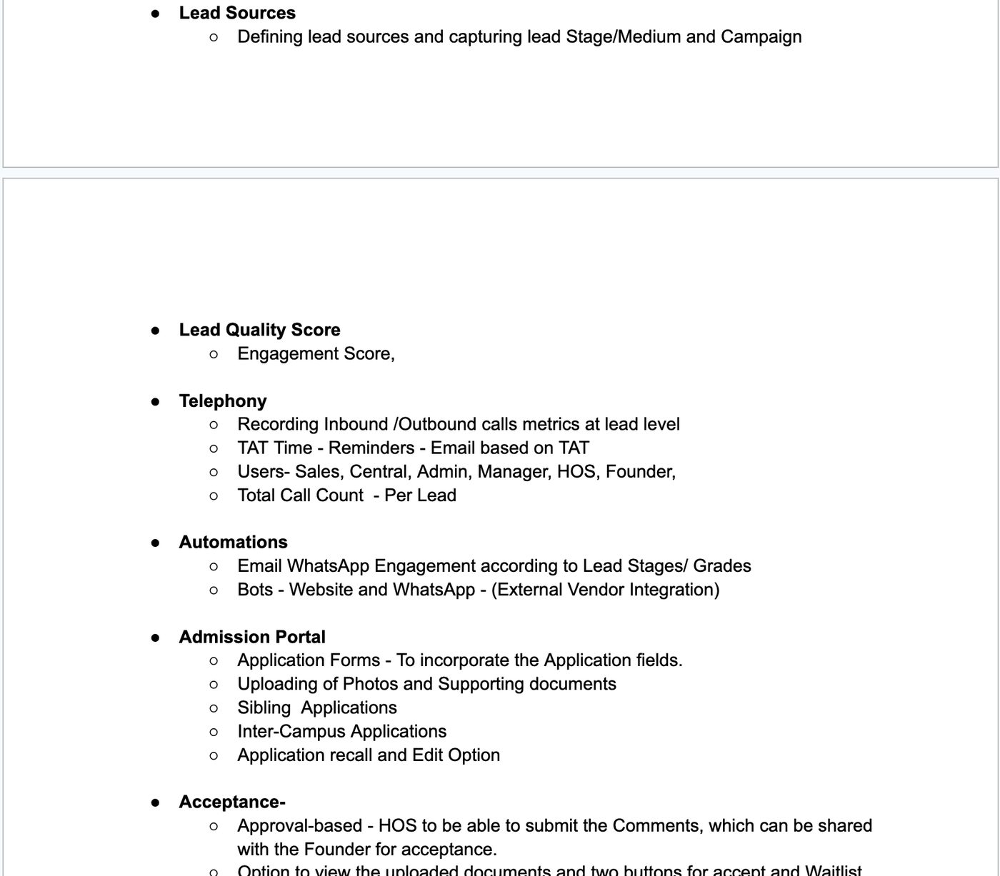 ● Lead Sources
○ Defining lead sources and capturing lead Stage/Medium and Campaign
● Lead Quality Score
○ Engagement Score,
● Telephony
○ Recording Inbound /Outbound calls metrics at lead level
○ TAT Time - Reminders - Email based on TAT
○ Users- Sales, Central, Admin, Manager, HOS, Founder,
○ Total Call Count  - Per Lead
● Automations
○ Email WhatsApp Engagement according to Lead Stages/ Grades
○ Bots - Website and WhatsApp - (External Vendor Integration)
● Admission Portal
○ Application Forms - To incorporate the Application fields.
○ Uploading of Photos and Supporting documents
○ Sibling  Applications
○ Inter-Campus Applications
○ Application recall and Edit Option
● Acceptance-
○ Approval-based - HOS to be able to submit the Comments, which can be shared
with the Founder for acceptance.
○ Option to view the uploaded documents and two buttons for accept and Waitlist